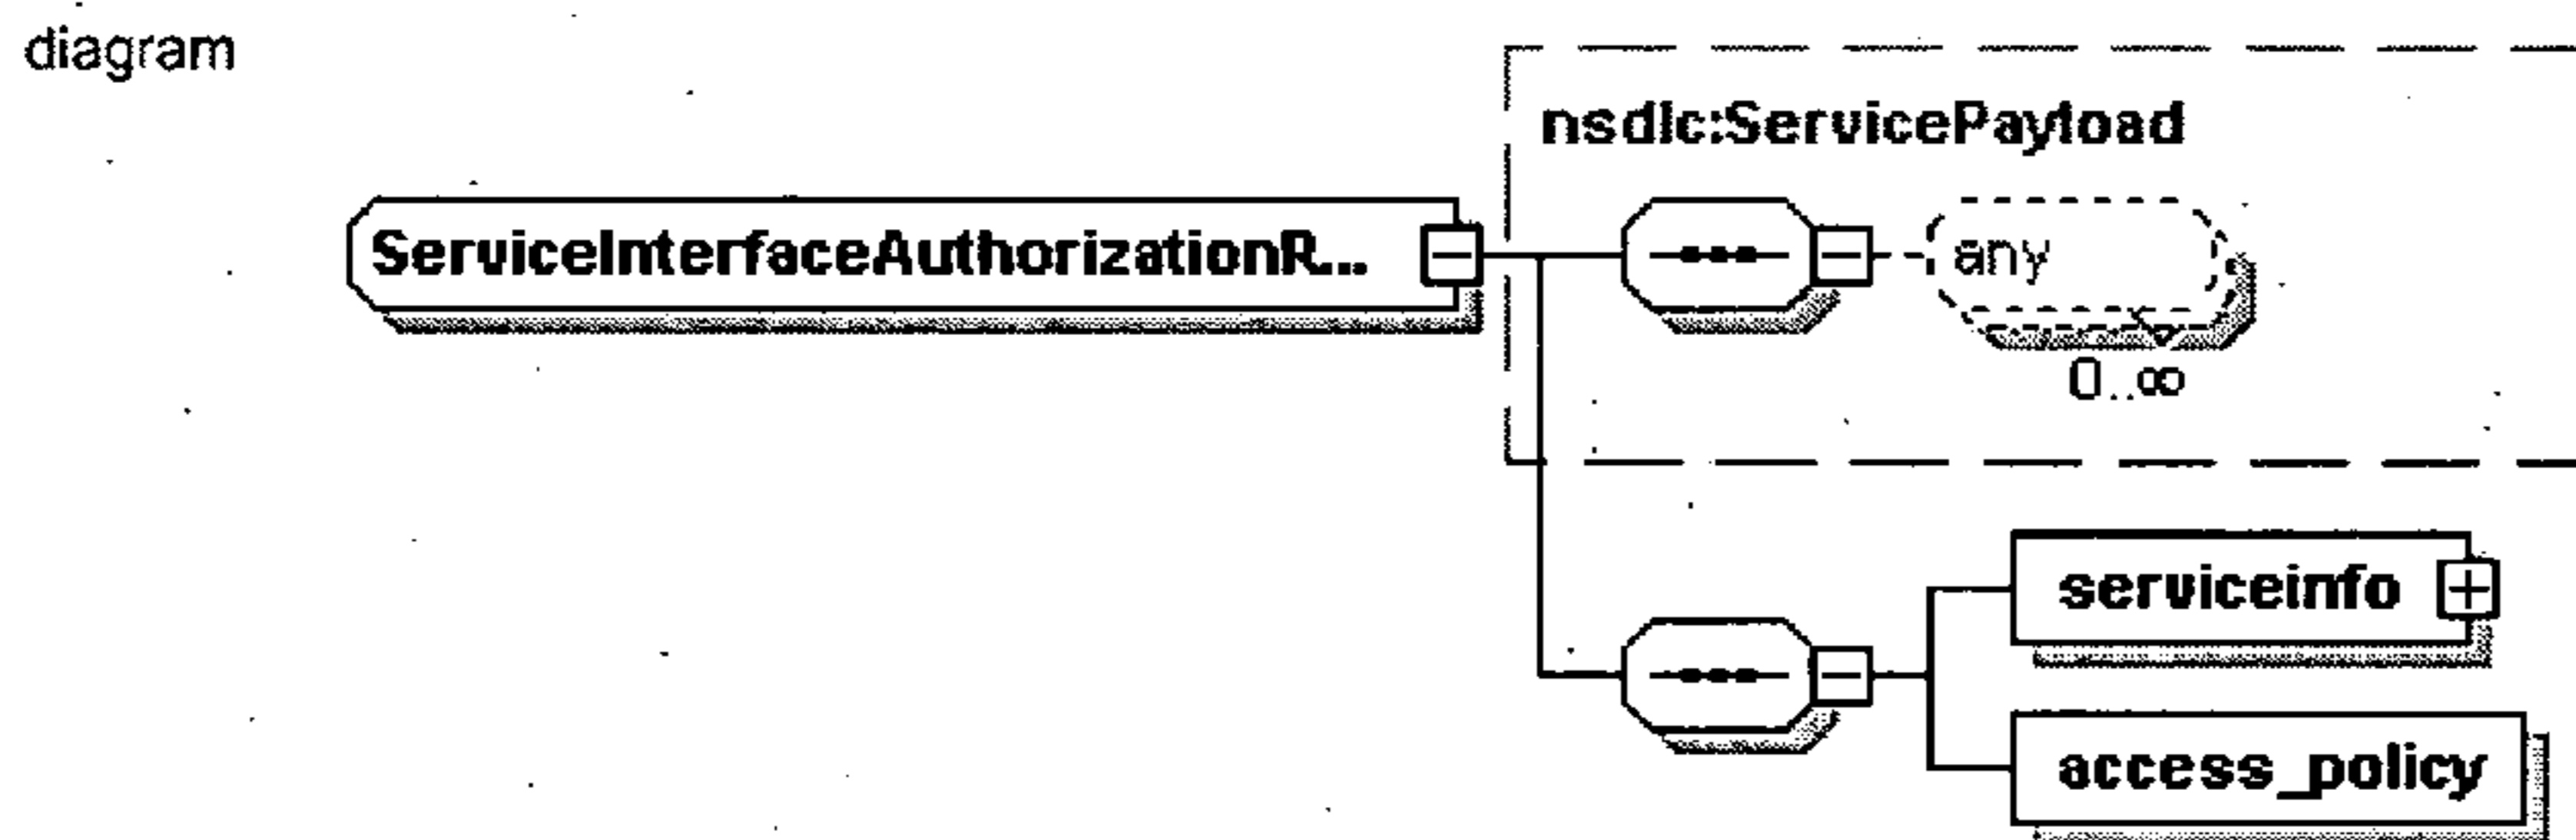 diagram
nsdlc:ServicePayload
ServiceInterfaceAuthorizationR...
any
0..∞
serviceinfo
access_policy